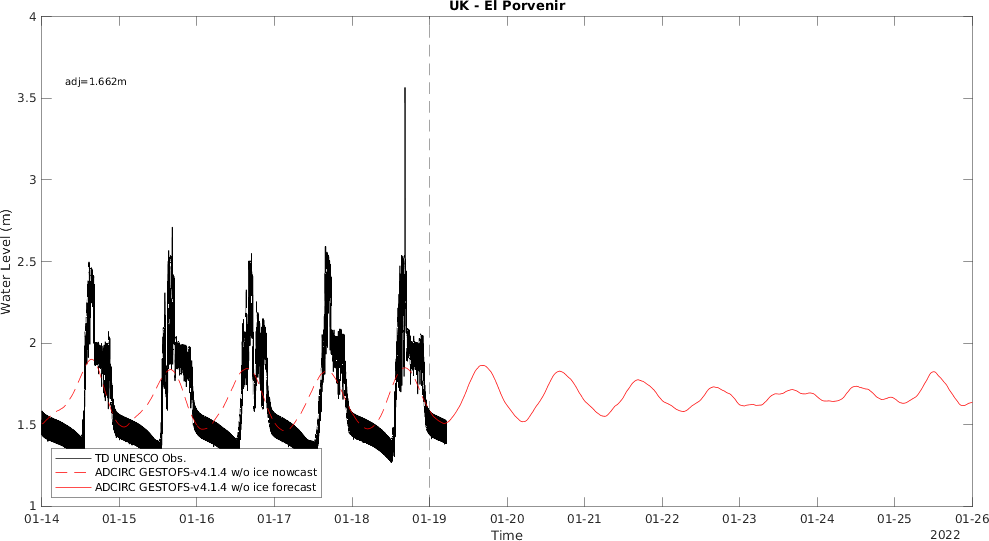 UK - El Porvenir
4
adj=1.662m
3.5
3
2.5
Water Level (m)
2
1.5
TD UNESCO Obs.
ADCIRC GESTOFS-v4.1.4 w/o ice nowcast
ADCIRC GESTOFS-v4.1.4 w/o ice forecast
1
01-14 01-15 01-16 01-17 01-18 01-19 01-20 01-21 01-22 01-23 01-24 01-25 01-26
Time
2022